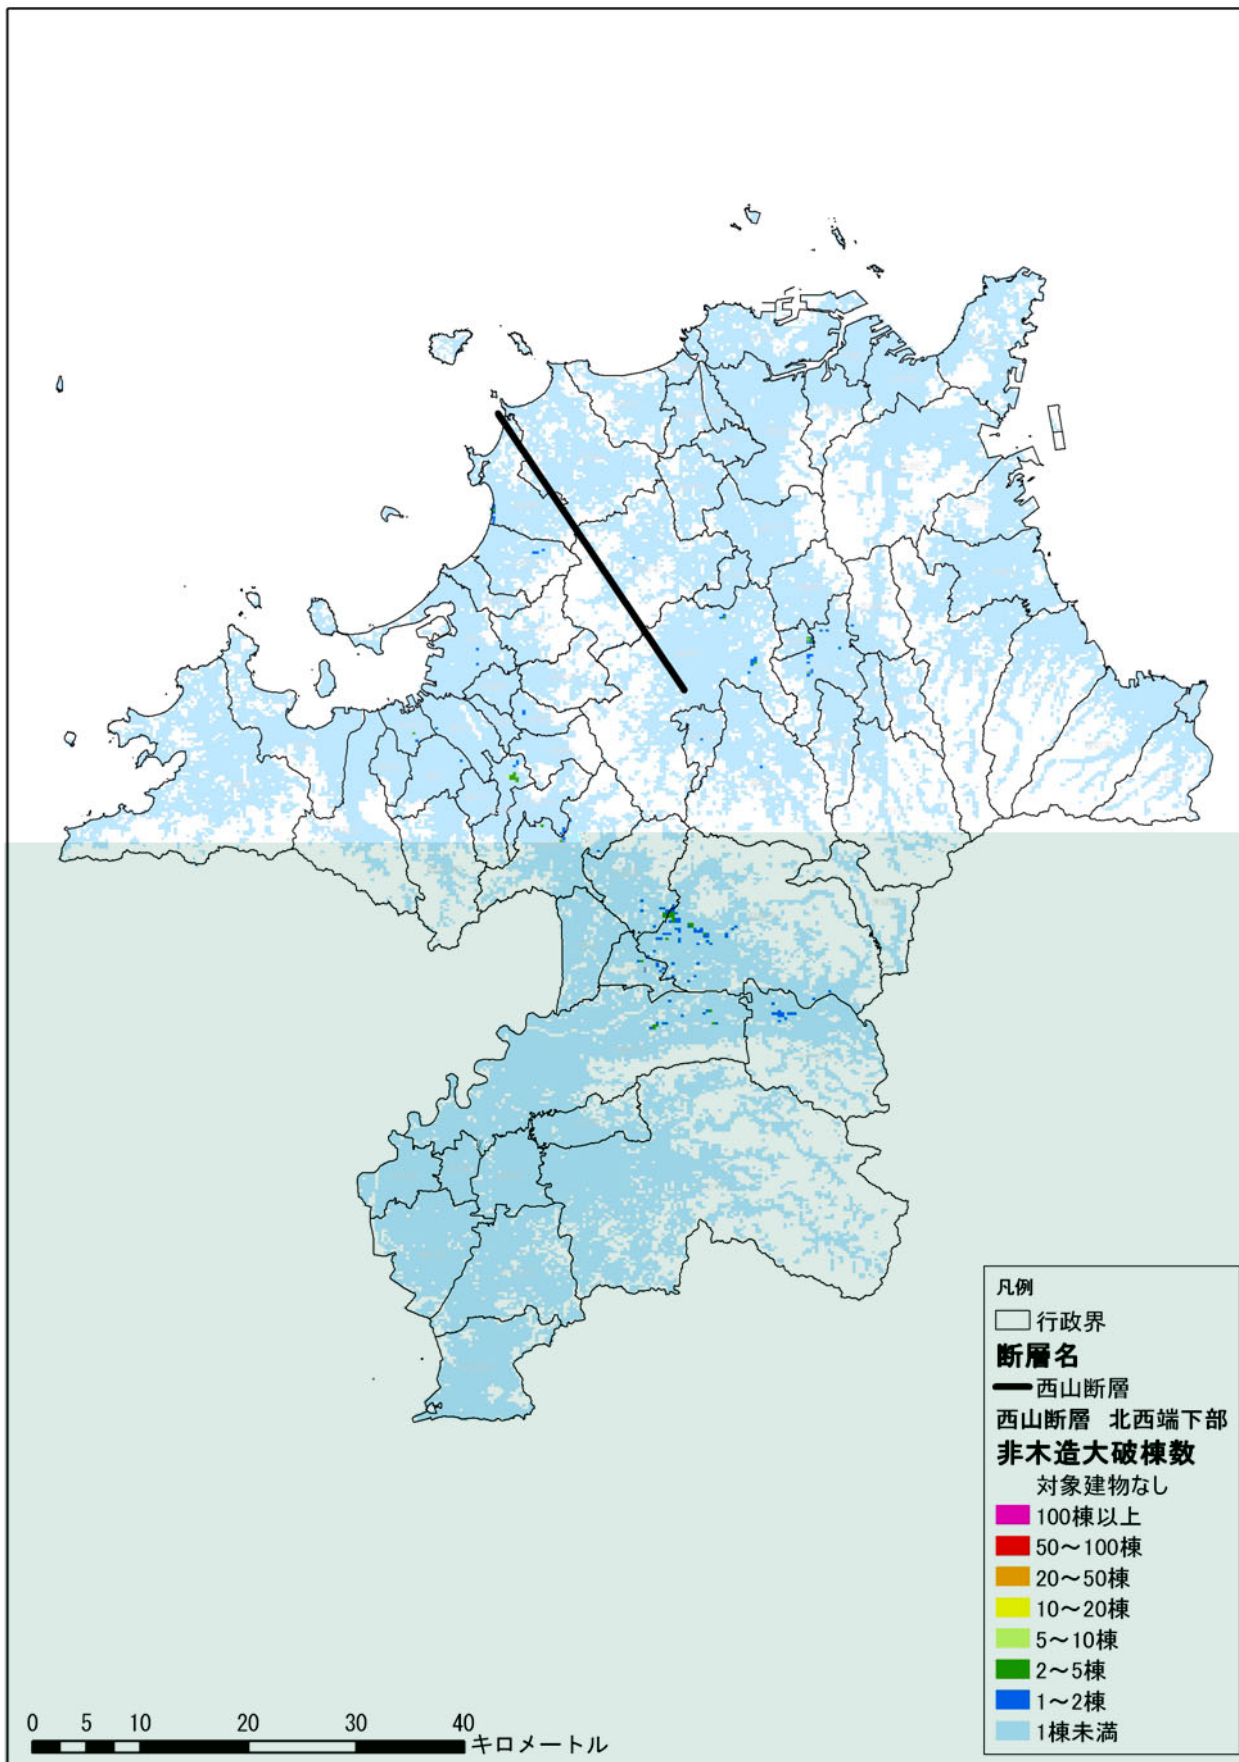 凡例
行政界
断層名
西山断層
西山断層 北西端下部
非木造大破棟数
対象建物なし
100棟以上
50～100棟
20～50棟
10～20棟
5～10棟
2～5棟
1～2棟
1棟未満
0 5 10 20 30 40
キロメートル